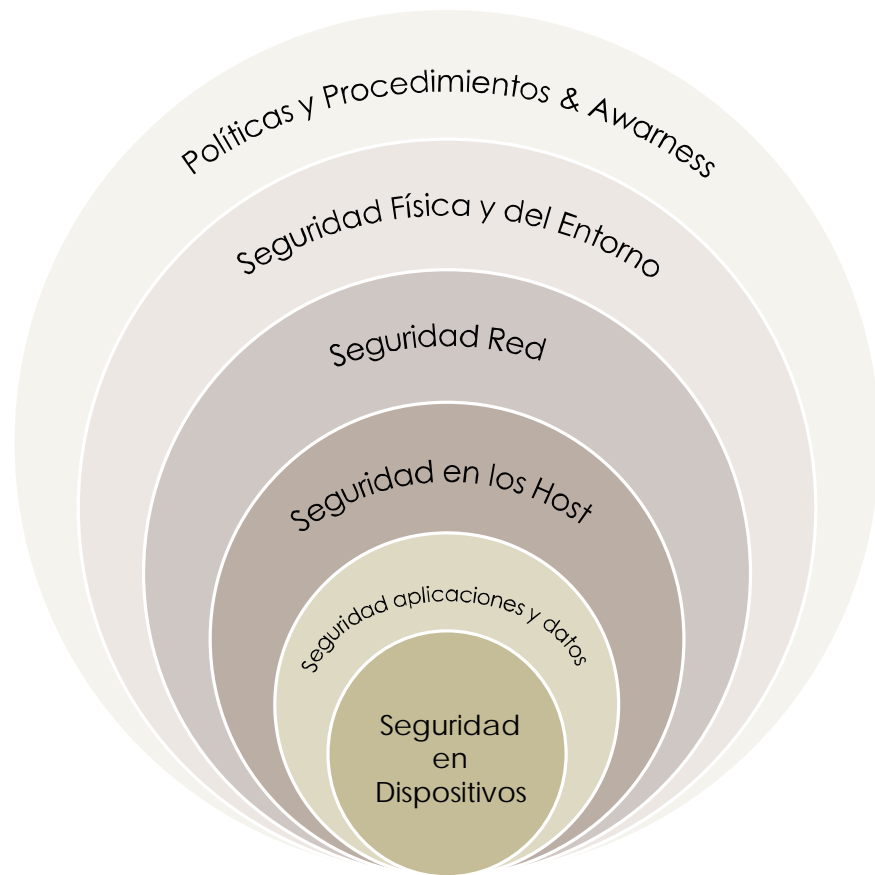 Políticas y Procedimientos & Awarness
Seguridad Física y del Entorno
Seguridad Red
Seguridad en los Host
Seguridad aplicaciones y datos
Seguridad
en
Dispositivos